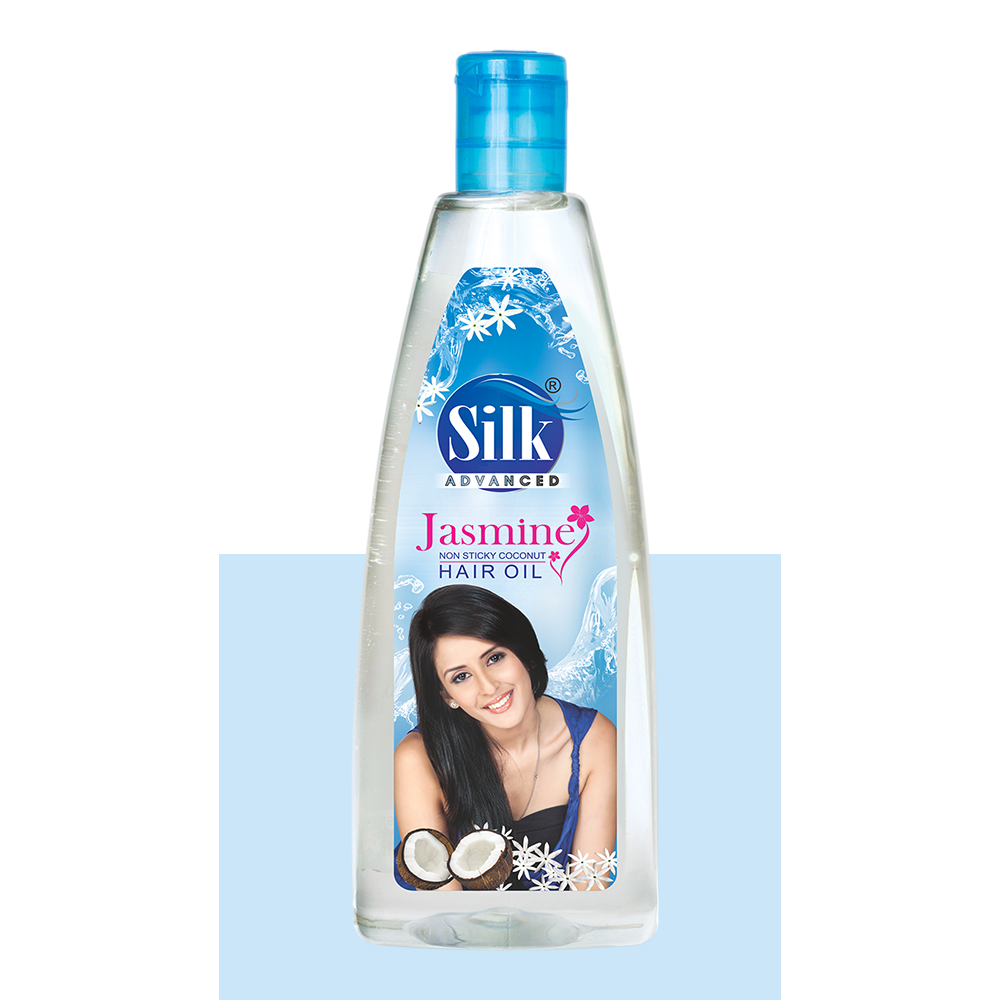 ®
Silk
ADVANCED
Jasmine
NON STICKY COCONUT
HAIR OIL